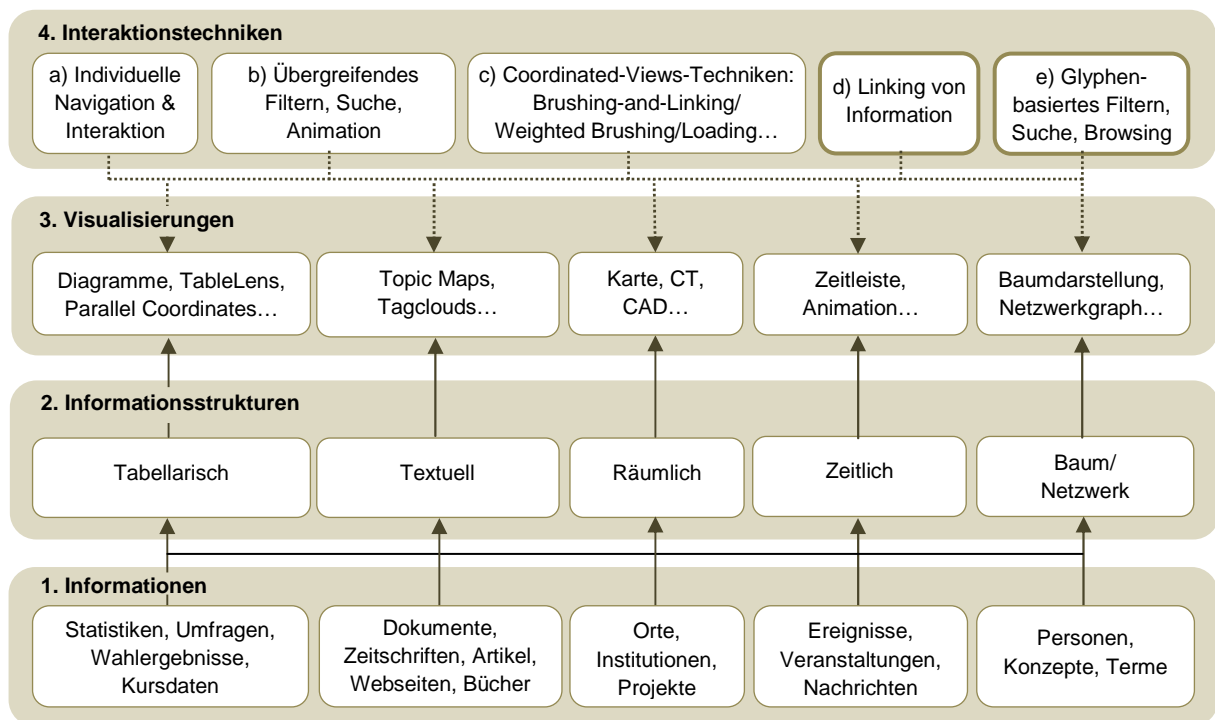 4. Interaktionstechniken
a) Individuelle
Navigation &
Interaktion
b) Übergreifendes
Filtern, Suche,
Animation
c) Coordinated-Views-Techniken:
Brushing-and-Linking/
Weighted Brushing/Loading…
d) Linking von
Information
e) Glyphen-
basiertes Filtern,
Suche, Browsing
3. Visualisierungen
Diagramme, TableLens,
Parallel Coordinates…
Topic Maps,
Tagclouds…
Karte, CT,
CAD…
Zeitleiste,
Animation…
Baumdarstellung,
Netzwerkgraph…
2. Informationsstrukturen
Tabellarisch
Textuell
Räumlich
Zeitlich
Baum/
Netzwerk
1. Informationen
Statistiken, Umfragen,
Wahlergebnisse,
Kursdaten
Dokumente,
Zeitschriften, Artikel,
Webseiten, Bücher
Orte,
Institutionen,
Projekte
Ereignisse,
Veranstaltungen,
Nachrichten
Personen,
Konzepte, Terme